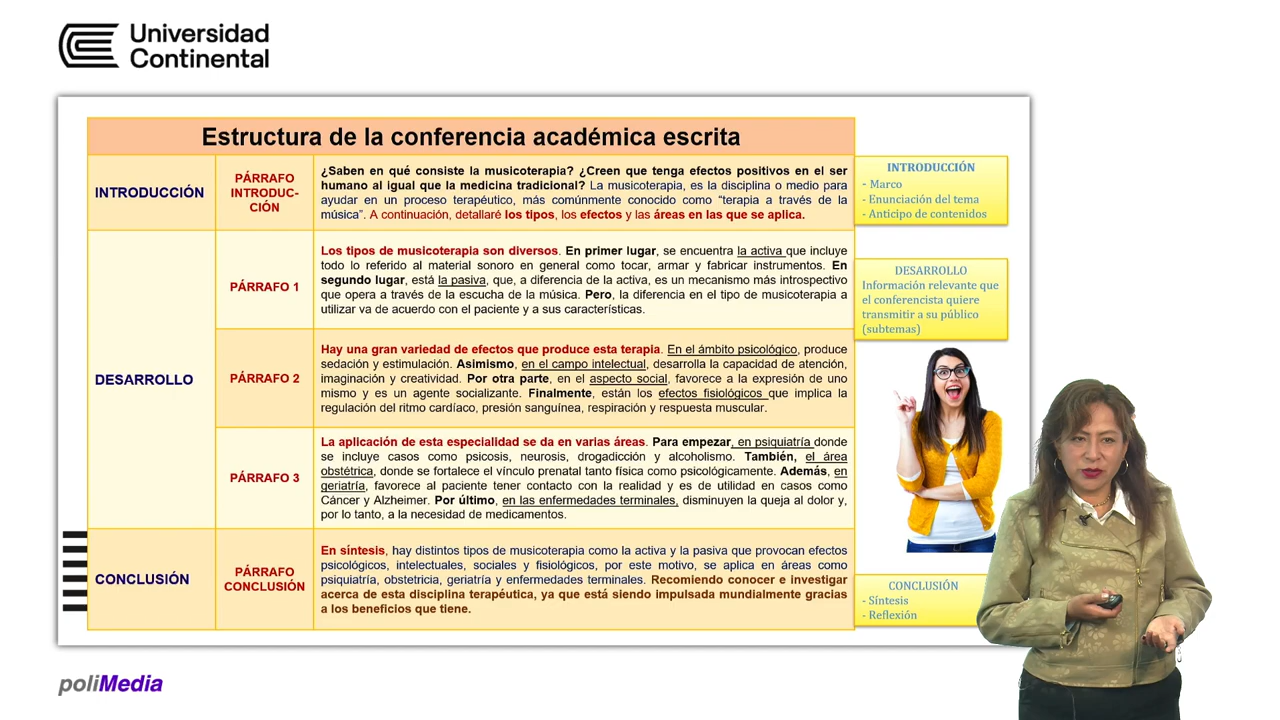 Universidad
Continental
Estructura de la conferencia académica escrita
INTRODUCCIÓN
PÁRRAFO
INTRODUC-
CIÓN
¿Saben en qué consiste la musicoterapia? ¿Creen que tenga efectos positivos en el ser
humano al igual que la medicina tradicional? La musicoterapia, es la disciplina o medio para
ayudar en un proceso terapéutico, más comúnmente conocido como “terapia a través de la
música”. A continuación, detallaré los tipos, los efectos y las áreas en las que se aplica.
INTRODUCCIÓN
- Marco
- Enunciación del tema
- Anticipo de contenidos
DESARROLLO
PÁRRAFO 1
Los tipos de musicoterapia son diversos. En primer lugar, se encuentra la activa que incluye
todo lo referido al material sonoro en general como tocar, armar y fabricar instrumentos. En
segundo lugar, está la pasiva, que, a diferencia de la activa, es un mecanismo más introspectivo
que opera a través de la escucha de la música. Pero, la diferencia en el tipo de musicoterapia a
utilizar va de acuerdo con el paciente y a sus características.
DESARROLLO
Información relevante que
el conferencista quiere
transmitir a su público
(subtemas)
PÁRRAFO 2
Hay una gran variedad de efectos que produce esta terapia. En el ámbito psicológico, produce
sedación y estimulación. Asimismo, en el campo intelectual, desarrolla la capacidad de atención,
imaginación y creatividad. Por otra parte, en el aspecto social, favorece a la expresión de uno
mismo y es un agente socializante. Finalmente, están los efectos fisiológicos que implica la
regulación del ritmo cardíaco, presión sanguínea, respiración y respuesta muscular.
PÁRRAFO 3
La aplicación de esta especialidad se da en varias áreas. Para empezar, en psiquiatría donde
se incluye casos como psicosis, neurosis, drogadicción y alcoholismo. También, el área
obstétrica, donde se fortalece el vínculo prenatal tanto física como psicológicamente. Además, en
geriatría, favorece al paciente tener contacto con la realidad y es de utilidad en casos como
Cáncer y Alzheimer. Por último, en las enfermedades terminales, disminuyen la queja al dolor y,
por lo tanto, a la necesidad de medicamentos.
CONCLUSIÓN
PÁRRAFO
CONCLUSIÓN
En síntesis, hay distintos tipos de musicoterapia como la activa y la pasiva que provocan efectos
psicológicos, intelectuales, sociales y fisiológicos, por este motivo, se aplica en áreas como
psiquiatría, obstetricia, geriatría y enfermedades terminales. Recomiendo conocer e investigar
acerca de esta disciplina terapéutica, ya que está siendo impulsada mundialmente gracias
a los beneficios que tiene.
CONCLUSIÓN
- Síntesis
- Reflexión
poliMedia